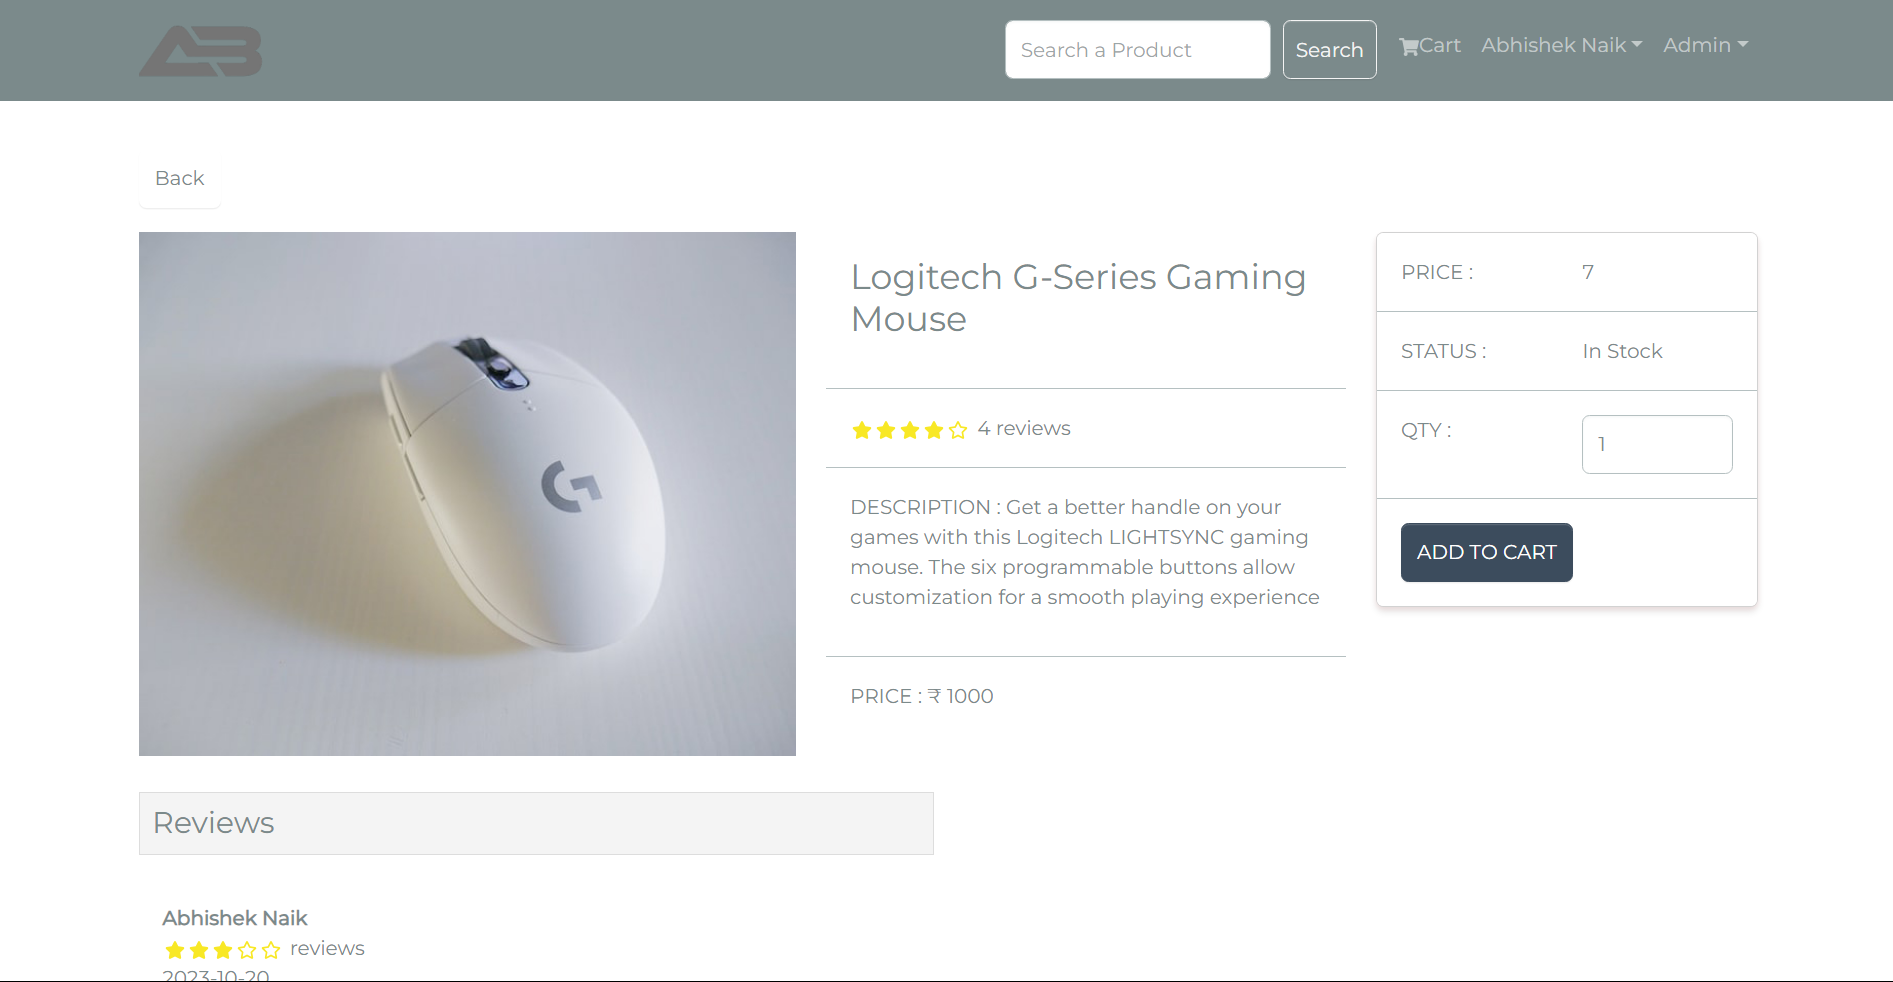 AB
Search a Product
Search
Cart
Abhishek Naik
Admin
Back
Logitech G-Series Gaming
Mouse
4 reviews
DESCRIPTION : Get a better handle on your
games with this Logitech LIGHTSYNC gaming
mouse. The six programmable buttons allow
customization for a smooth playing experience
PRICE : ₹ 1000
PRICE : 7
STATUS : In Stock
QTY : 1
ADD TO CART
G
Reviews
Abhishek Naik
reviews
2023-10-20